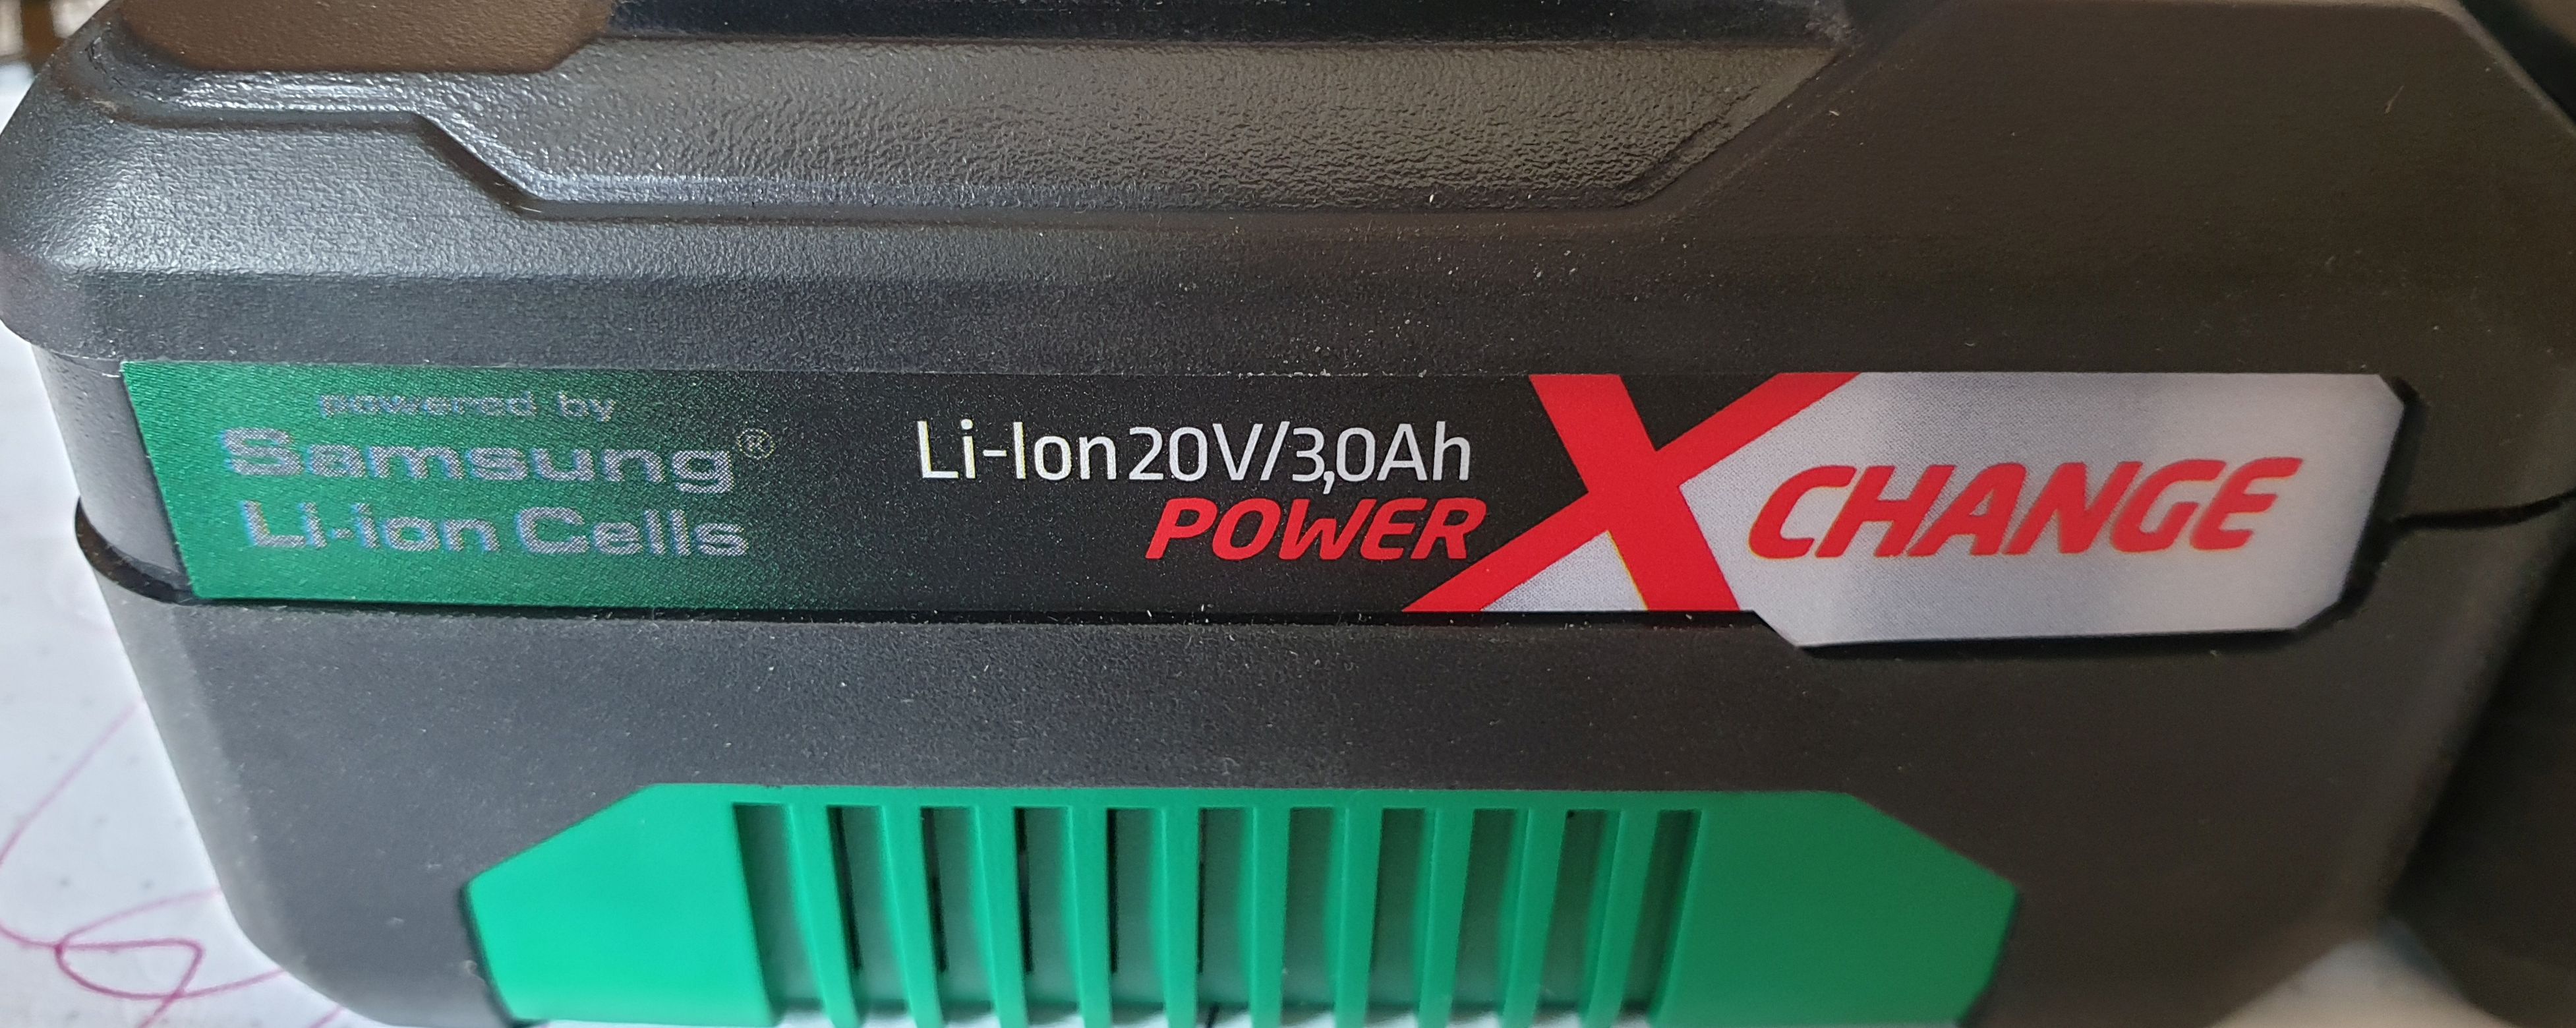 powered by
Samsung®
Li-ion Cells
Li-Ion 20V/3,0Ah
POWER X CHANGE